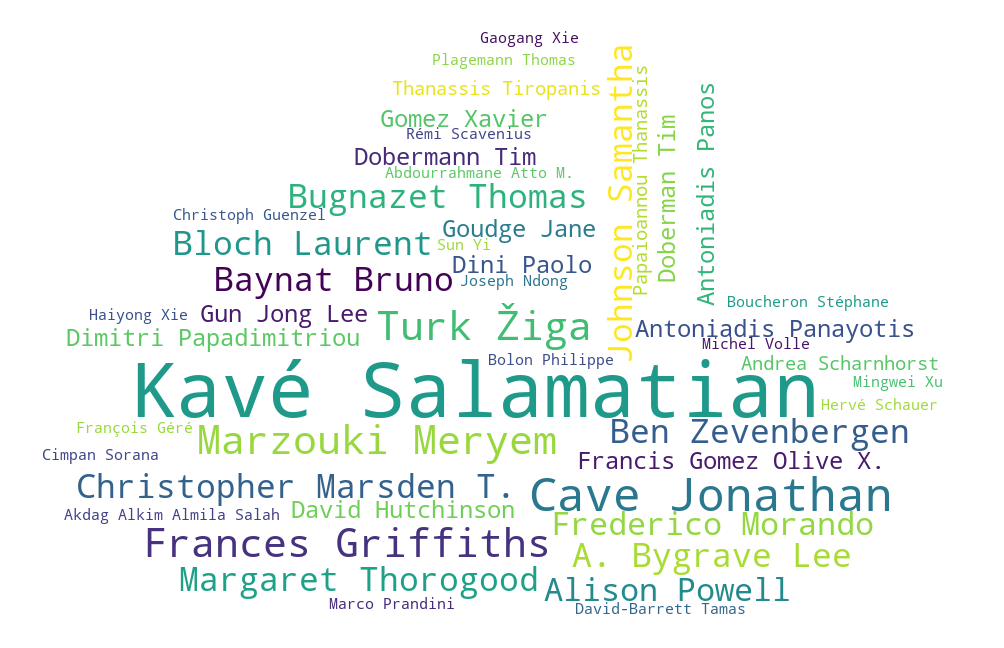 Gaogang Xie
Plagemann Thomas
Thanassis Tiropanis
Gomez Xavier
Rémi Scavenius
Dobermann Tim
Abdourrahmane Atto M.
Bugnazet Thomas
Johnson Samantha
Papaioannou Thanassis
Doberman Tim
Antoniadis Panos
Christoph Guenzel
Goudge Jane
Bloch Laurent
Sun Yi
Dini Paolo
Baynat Bruno
Joseph Ndong
Boucheron Stéphane
Haiyong Xie
Gun Jong Lee
Turk Žiga
Antoniadis Panayotis
Dimitri Papadimitriou
Michel Volle
Bolon Philippe
Andrea Scharnhorst
Mingwei Xu
Kavé Salamatian
Hervé Schauer
François Géré
Marzouki Meryem
Ben Zevenbergen
Cimpan Sorana
Francis Gomez Olive X.
Christopher Marsden T.
Cave Jonathan
Akdag Alkim Almila Salah
David Hutchinson
Frederico Morando
Frances Griffiths
A. Bygrave Lee
Margaret Thorogood
Alison Powell
Marco Prandini
David-Barrett Tamas